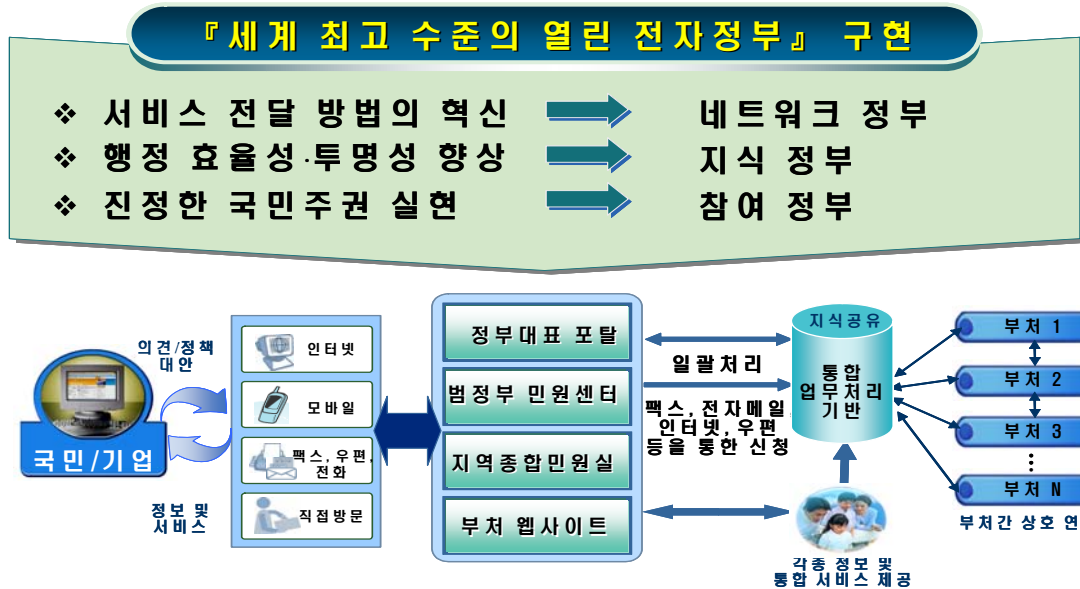 『세계 최고 수준의 열린 전자정부』 구현
❖ 서비스 전달 방법의 혁신 네트워크 정부
❖ 행정 효율성·투명성 향상 지식 정부
❖ 진정한 국민주권 실현 참여 정부
국민/기업
의견/정책
대안
정보 및
서비스
인터넷
모바일
팩스, 우편,
전화
직접방문
정부대표 포탈
범정부 민원센터
지역종합민원실
부처 웹사이트
일괄처리
팩스, 전자메일,
인터넷, 우편
등을 통한 신청
지식공유
통합
업무처리
기반
각종 정보 및
통합 서비스 제공
부처 1
부처 2
부처 3
⋮
부처 N
부처간 상호 연